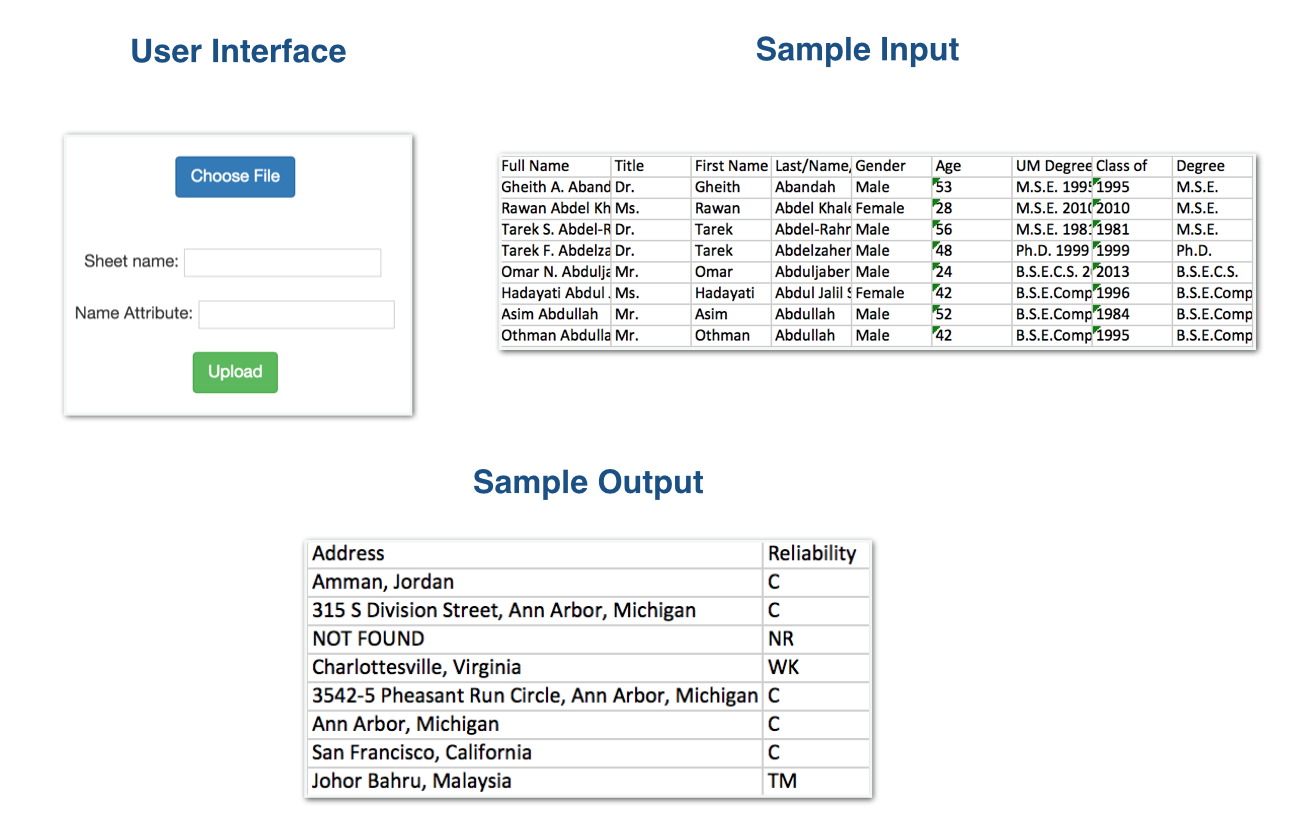 User Interface
Sample Input
Choose File
Sheet name:
Name Attribute:
Upload
Full Name Title First Name Last/Name, Gender Age UM Degree Class of Degree
Gheith A. Aband Dr. Gheith Abandah Male 53 M.S.E. 1995 1995 M.S.E.
Rawan Abdel Kh Ms. Rawan Abdel Khale Female 28 M.S.E. 2010 2010 M.S.E.
Tarek S. Abdel-R Dr. Tarek Abdel-Rahr Male 56 M.S.E. 1981 1981 M.S.E.
Tarek F. Abdelza Dr. Tarek Abdelzaher Male 48 Ph.D. 1999 1999 Ph.D.
Omar N. Abdulja Mr. Omar Abduljaber Male 24 B.S.E.C.S. 2 2013 B.S.E.C.S.
Hadayati Abdul Ms. Hadayati Abdul Jalil S Female 42 B.S.E.Comp 1996 B.S.E.Comp
Asim Abdullah Mr. Asim Abdullah Male 52 B.S.E.Comp 1984 B.S.E.Comp
Othman Abdulla Mr. Othman Abdullah Male 42 B.S.E.Comp 1995 B.S.E.Comp
Sample Output
Address Reliability
Amman, Jordan C
315 S Division Street, Ann Arbor, Michigan C
NOT FOUND NR
Charlottesville, Virginia WK
3542-5 Pheasant Run Circle, Ann Arbor, Michigan C
Ann Arbor, Michigan C
San Francisco, California C
Johor Bahru, Malaysia TM